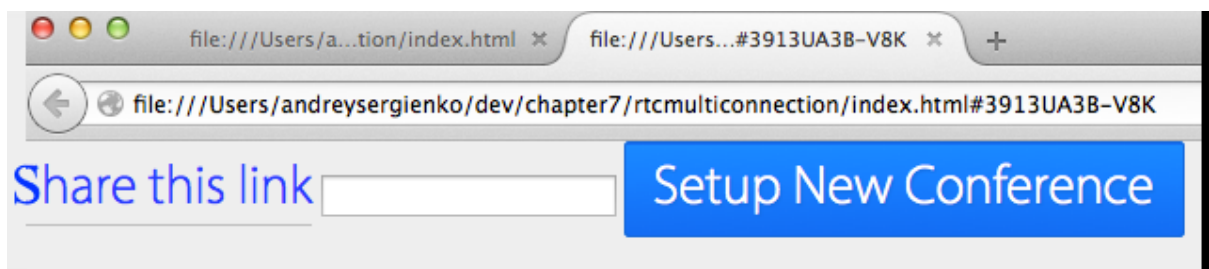 file:///Users/a...tion/index.html
file:///Users...#3913UA3B-V8K
file:///Users/andreysergienko/dev/chapter7/rtcmulticonnection/index.html#3913UA3B-V8K
Share this link
Setup New Conference